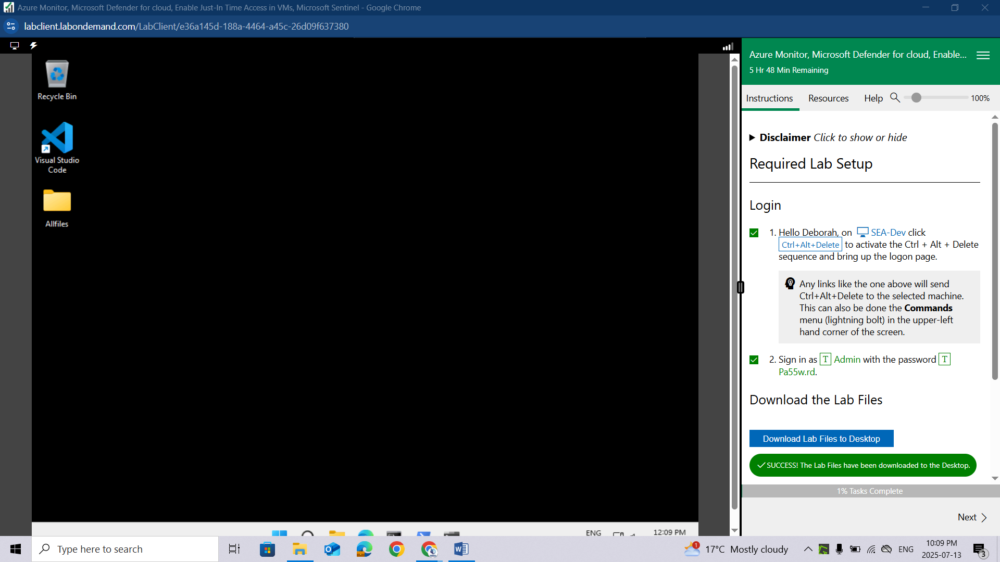 Azure Monitor, Microsoft Defender for cloud, Enable Just-In Time Access in VMs, Microsoft Sentinel - Google Chrome
labclient.labondemand.com/LabClient/e36a145d-188a-4464-a45c-26d09f637380
Recycle Bin
Visual Studio
Code
Allfiles
ENG
12:09 PM
Azure Monitor, Microsoft Defender for cloud, Enable...
5 Hr 48 Min Remaining
Instructions
Resources
Help
100%
Disclaimer Click to show or hide
Required Lab Setup
Login
1. Hello Deborah, on SEA-Dev click
Ctrl+Alt+Delete to activate the Ctrl + Alt + Delete
sequence and bring up the logon page.
Any links like the one above will send
Ctrl+Alt+Delete to the selected machine.
This can also be done the Commands
menu (lightning bolt) in the upper-left
hand corner of the screen.
2. Sign in as T Admin with the password T
Pa55w.rd.
Download the Lab Files
Download Lab Files to Desktop
SUCCESS! The Lab Files have been downloaded to the Desktop.
1% Tasks Complete
Next
Type here to search
1
17°C Mostly cloudy
ENG
10:09 PM
2025-07-13
3